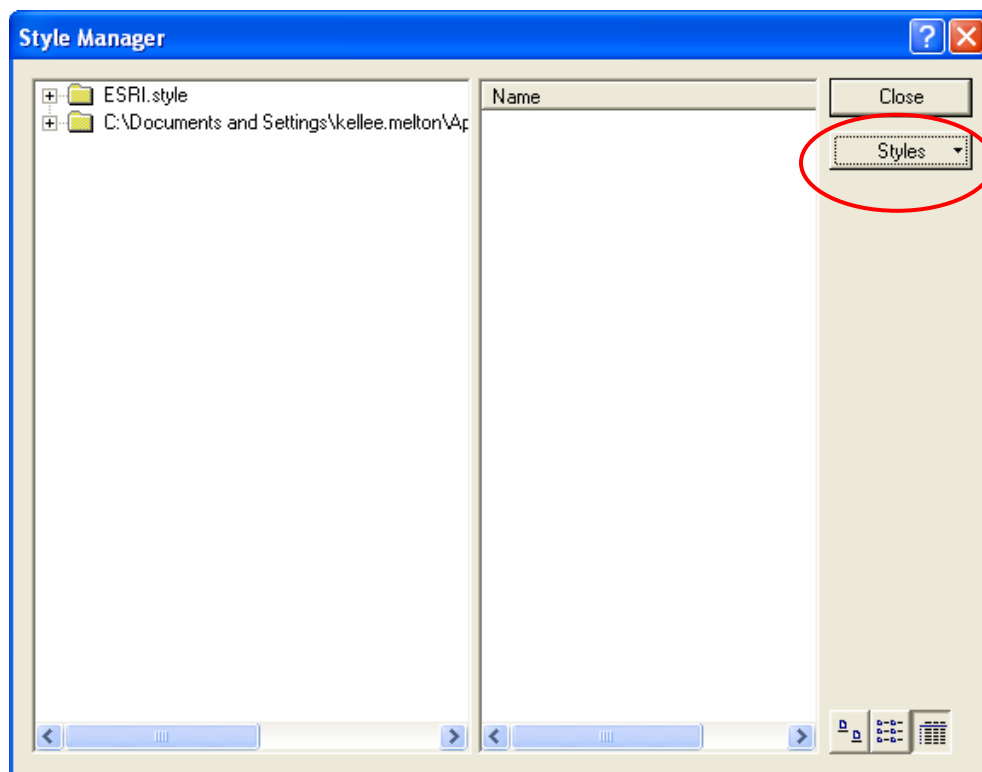 Style Manager
ESRI.style
C:\Documents and Settings\kellee.melton\Ap
Name
Close
Styles